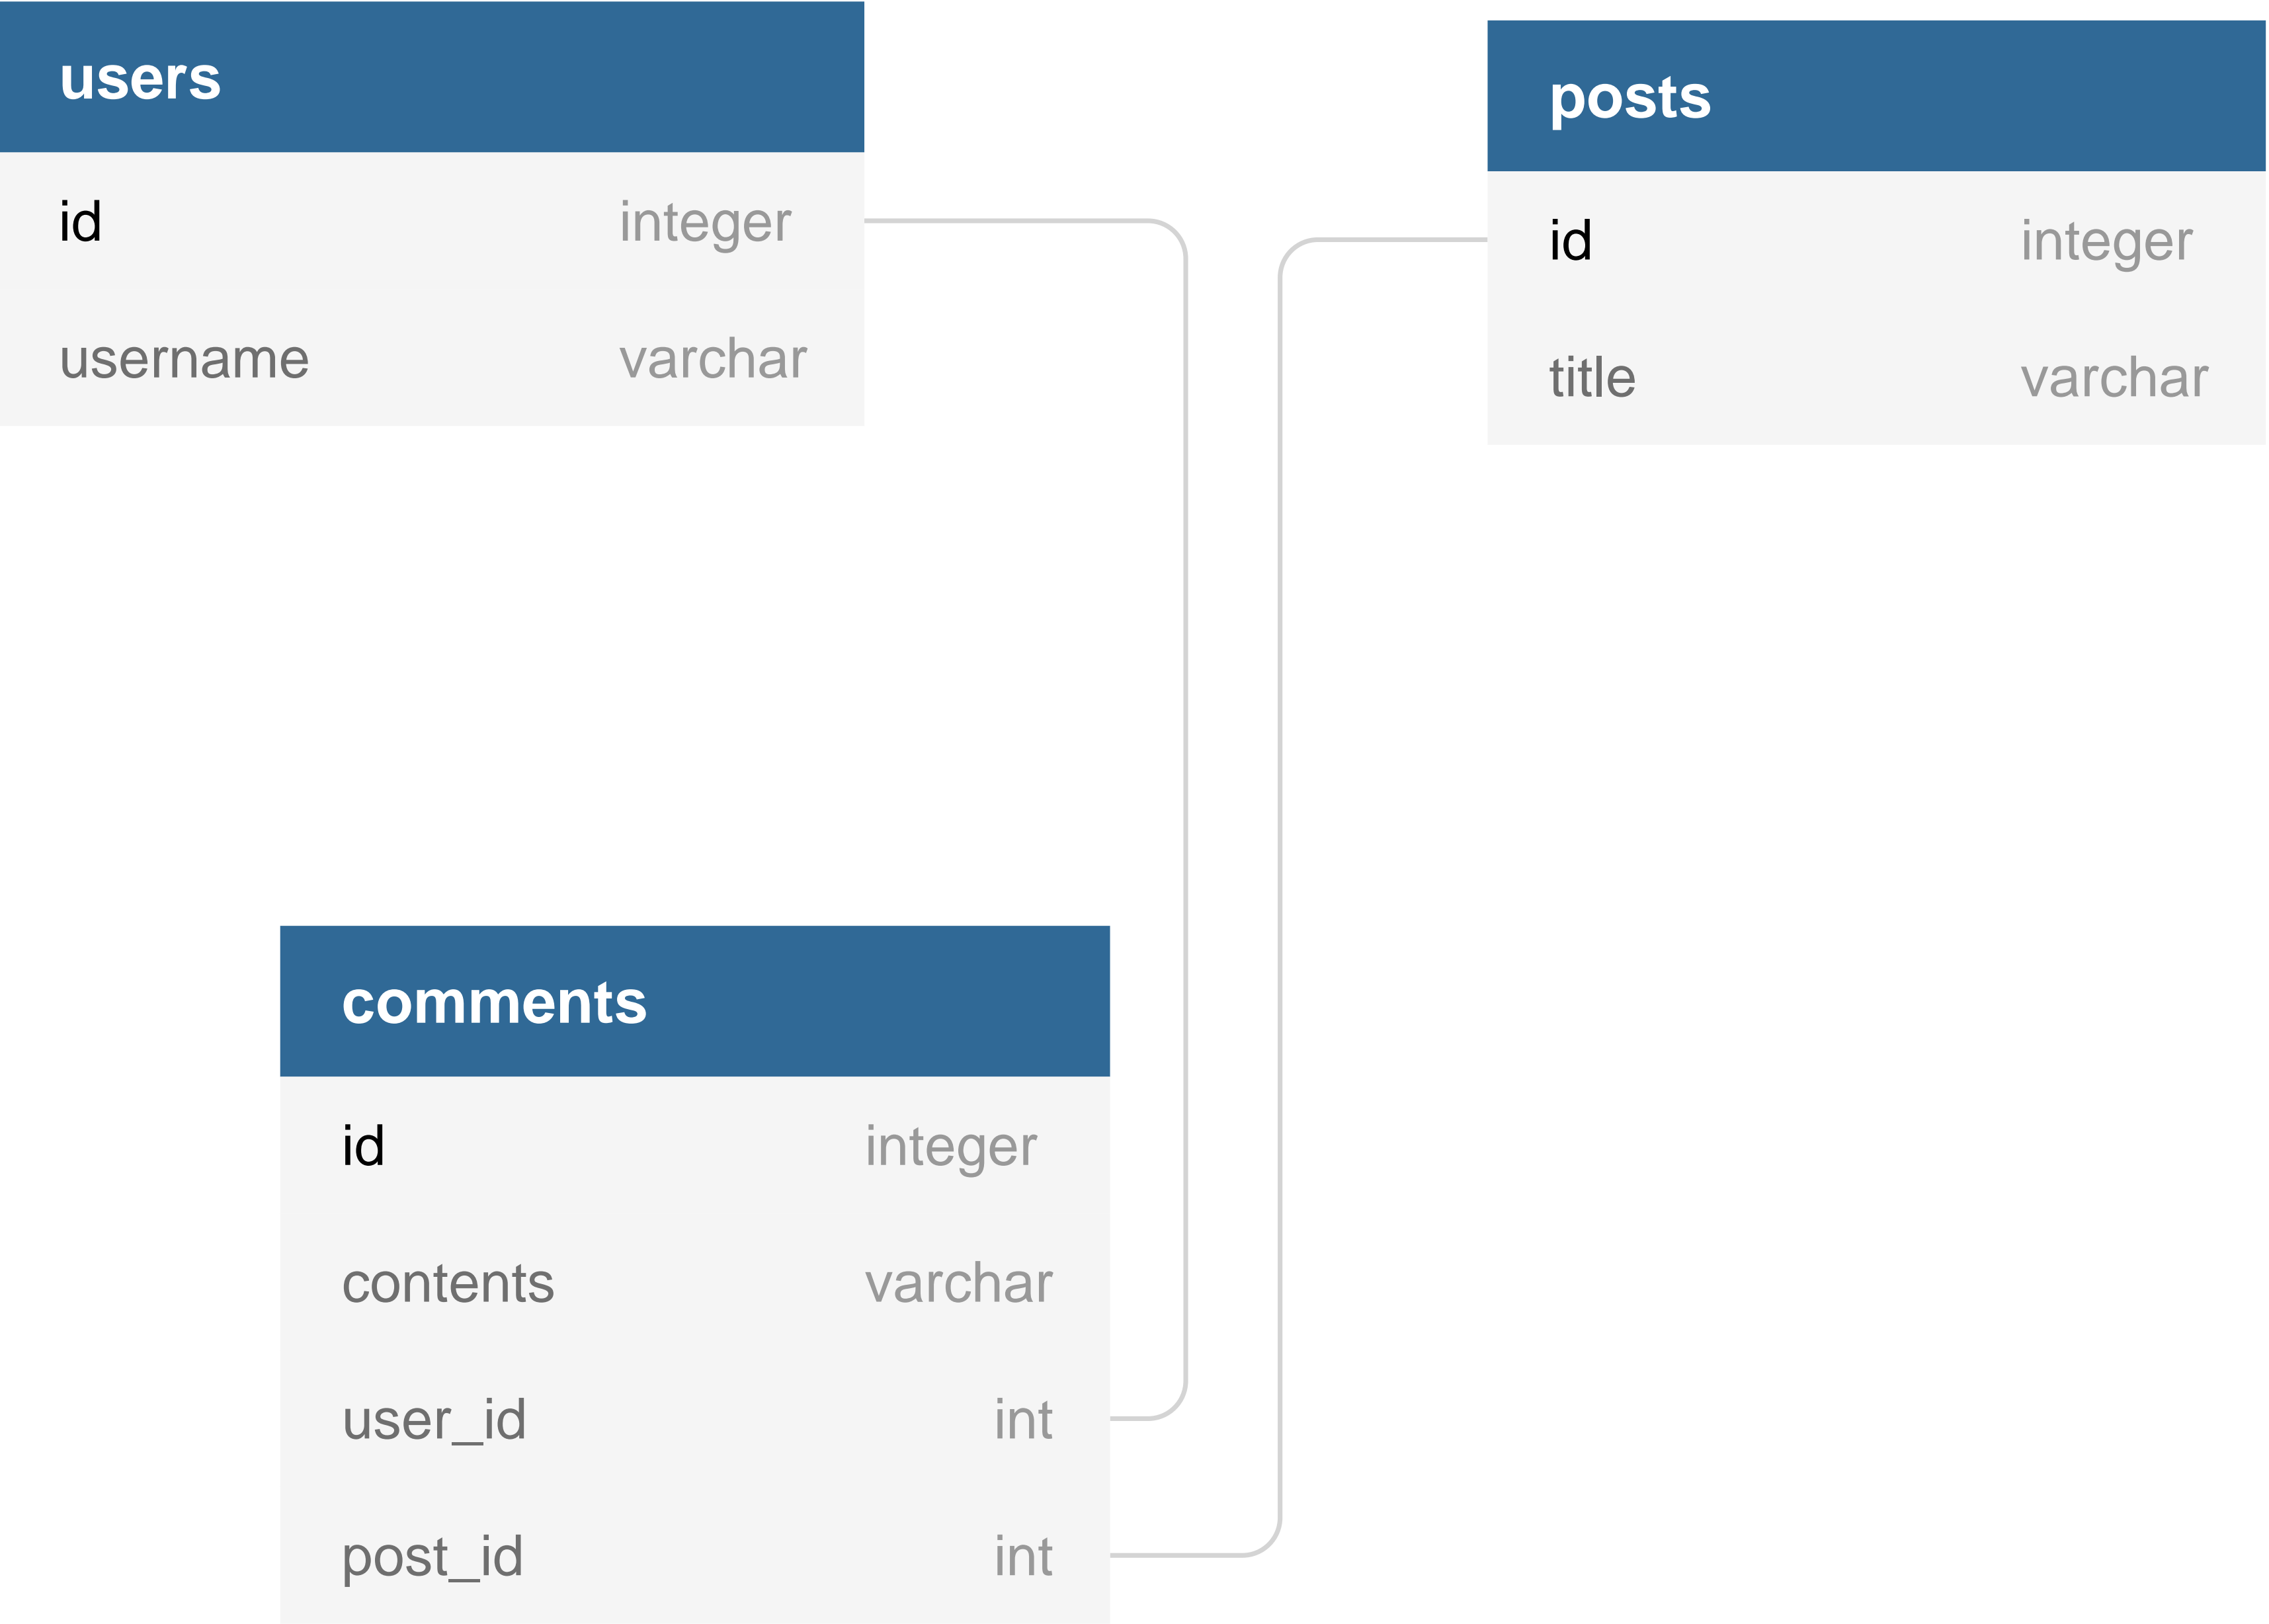 users
id integer
username varchar
posts
id integer
title varchar
comments
id integer
contents varchar
user_id int
post_id int